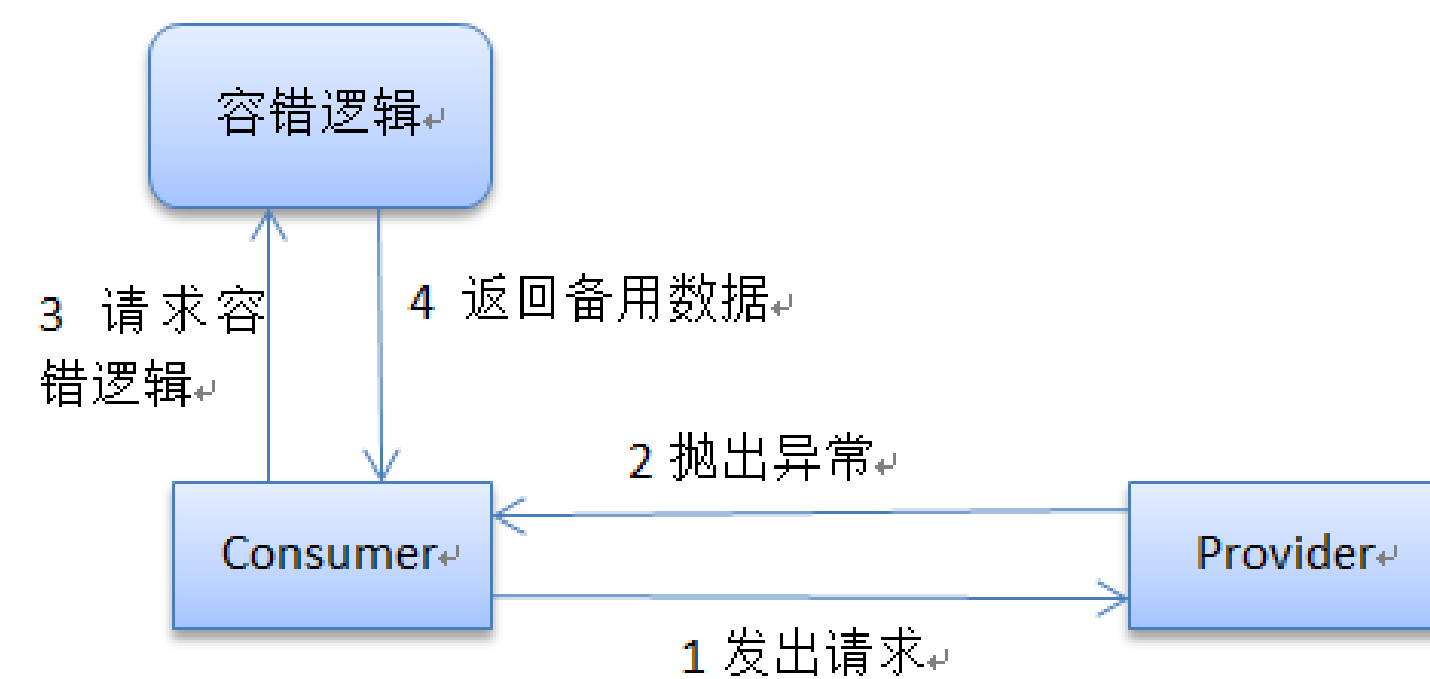 容错逻辑
3 请求容
错逻辑
4 返回备用数据
2 抛出异常
Consumer
Provider
1 发出请求